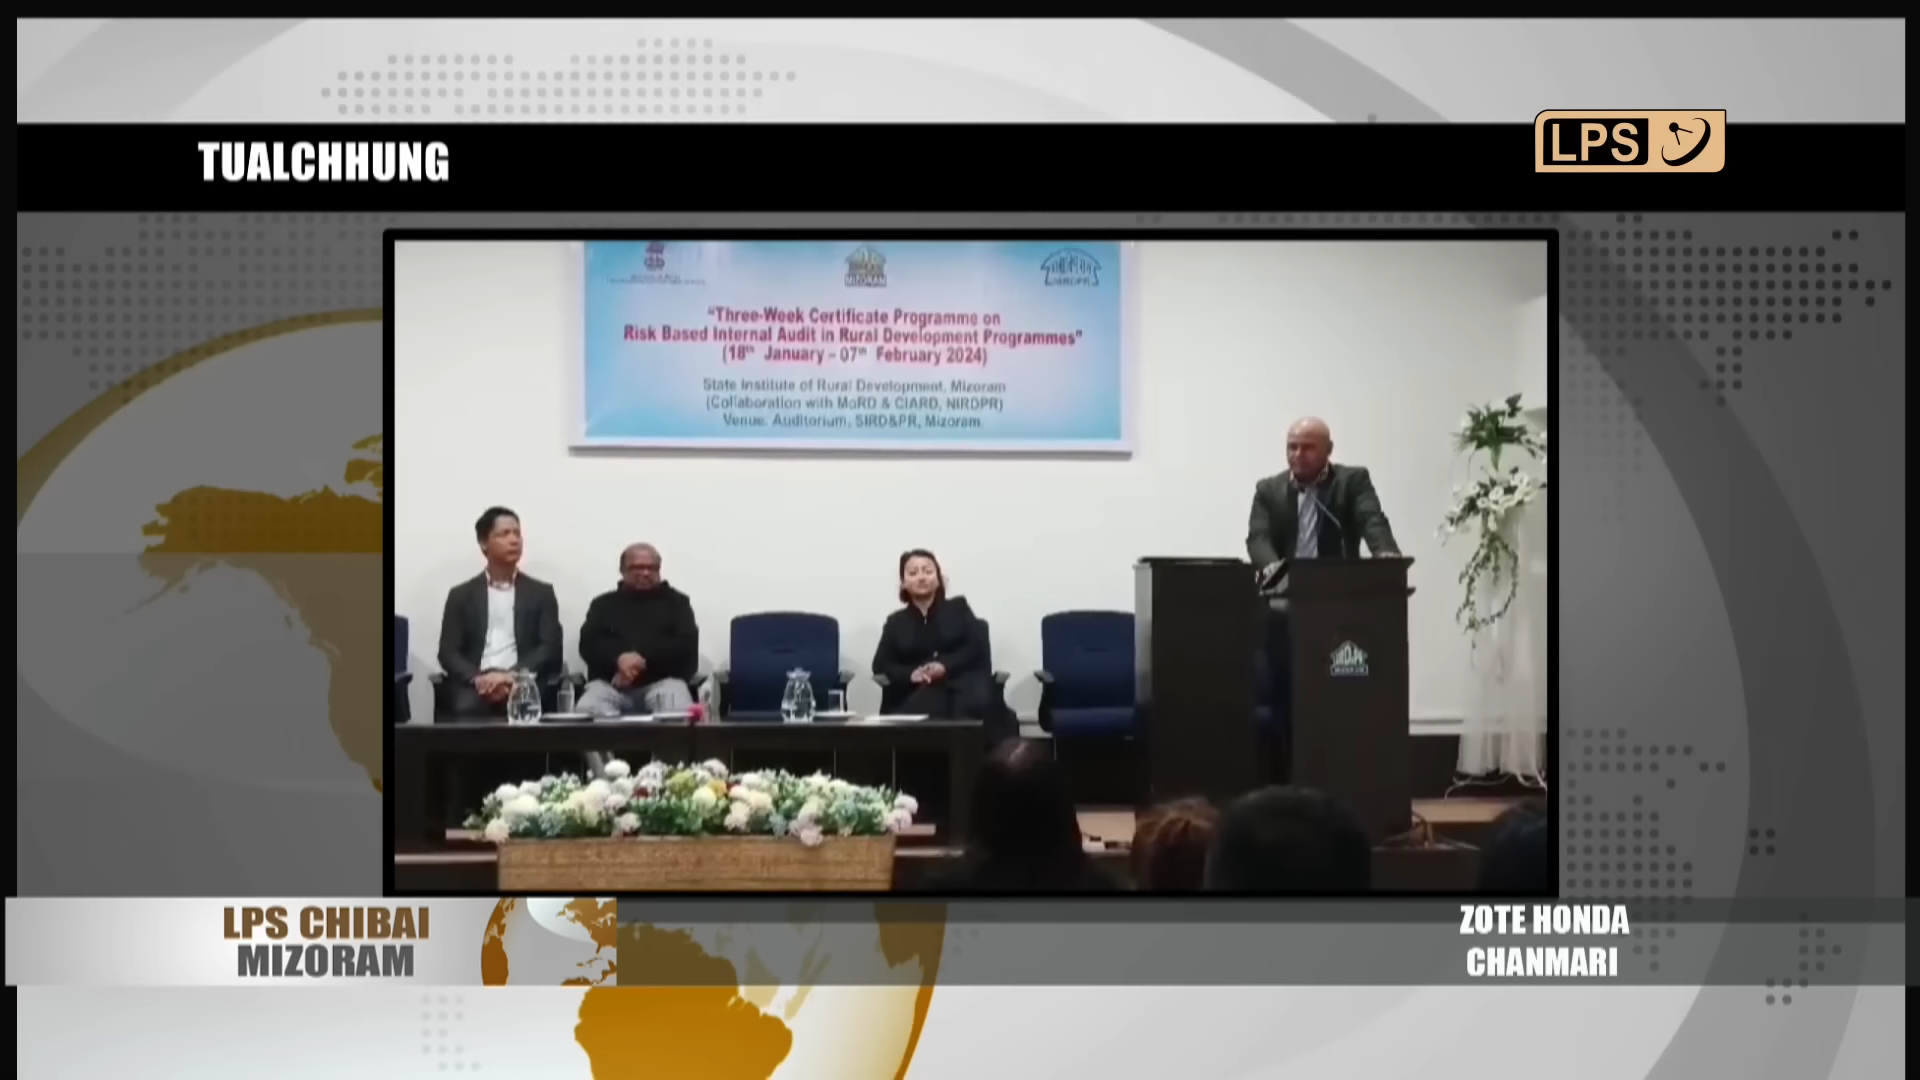 TUALCHHUNG
LPS
MIZORAM
NIRDPR
"Three-Week Certificate Programme on
Risk Based Internal Audit in Rural Development Programmes"
(18th January - 07th February 2024)
State Institute of Rural Development, Mizoram
(Collaboration with MoRD & CIARD, NIRDPR)
Venue: Auditorium, SIRD&PR, Mizoram
LPS CHIBAI
MIZORAM
ZOTE HONDA
CHANMARI